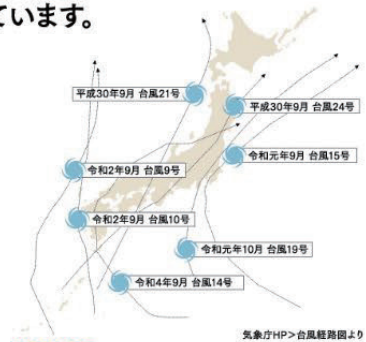 ています。
平成30年9月 台風21号
平成30年9月 台風24号
令和元年9月 台風15号
令和2年9月 台風9号
令和2年9月 台風10号
令和元年10月 台風19号
令和4年9月 台風14号
気象庁HP>台風経路図より